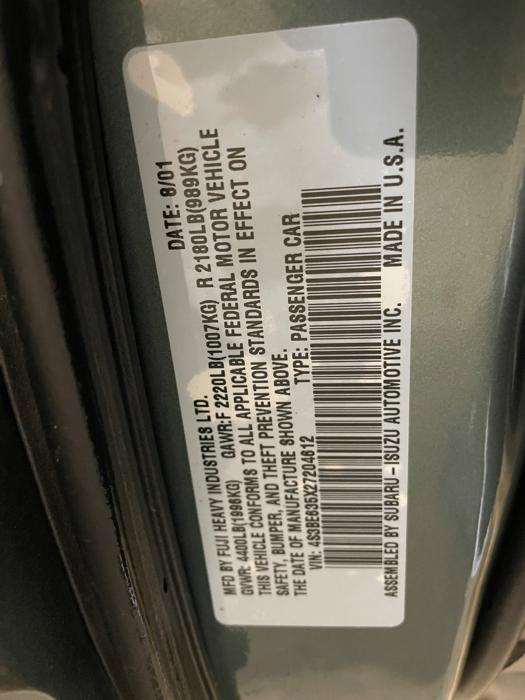 MFD BY FUJI HEAVY INDUSTRIES LTD. DATE: 8/01
GVWR: 4400LB(1996KG) GAWR:F 2220LB(1007KG) R 2180LB(989KG)
THIS VEHICLE CONFORMS TO ALL APPLICABLE FEDERAL MOTOR VEHICLE
SAFETY, BUMPER, AND THEFT PREVENTION STANDARDS IN EFFECT ON
THE DATE OF MANUFACTURE SHOWN ABOVE.
VIN: 4S3BE635X27204612 TYPE: PASSENGER CAR
ASSEMBLED BY SUBARU-ISUZU AUTOMOTIVE INC. MADE IN U.S.A.